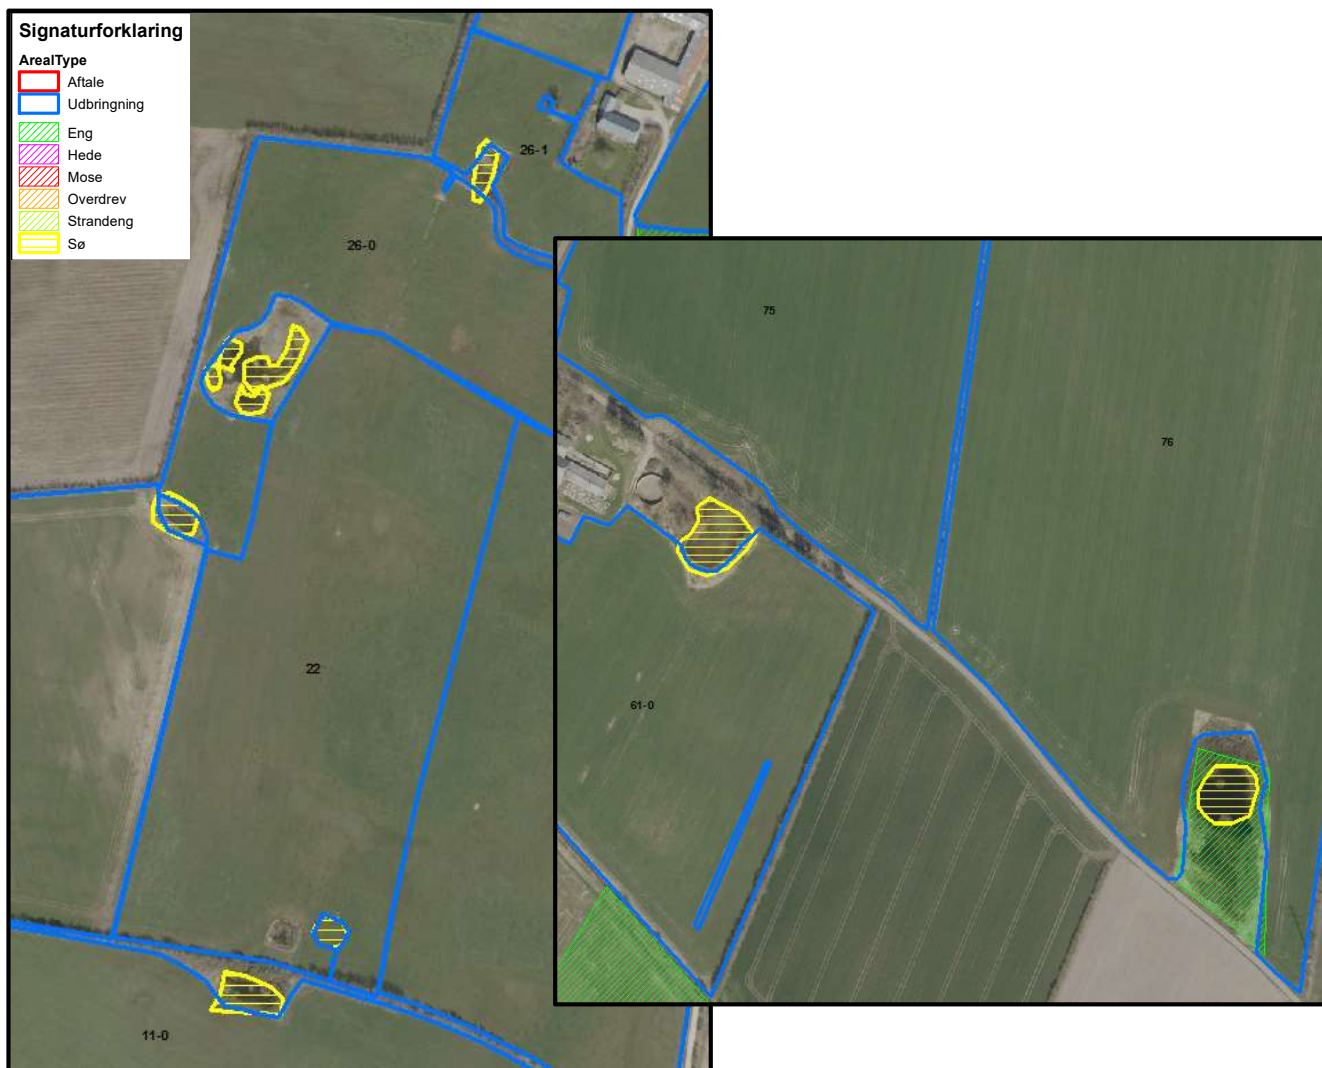 Signaturforklaring
ArealType
Aftale
Udbringning
Eng
Hede
Mose
Overdrev
Strandeng
Sø
26-1
26-0
22
11-0
75
76
61-0